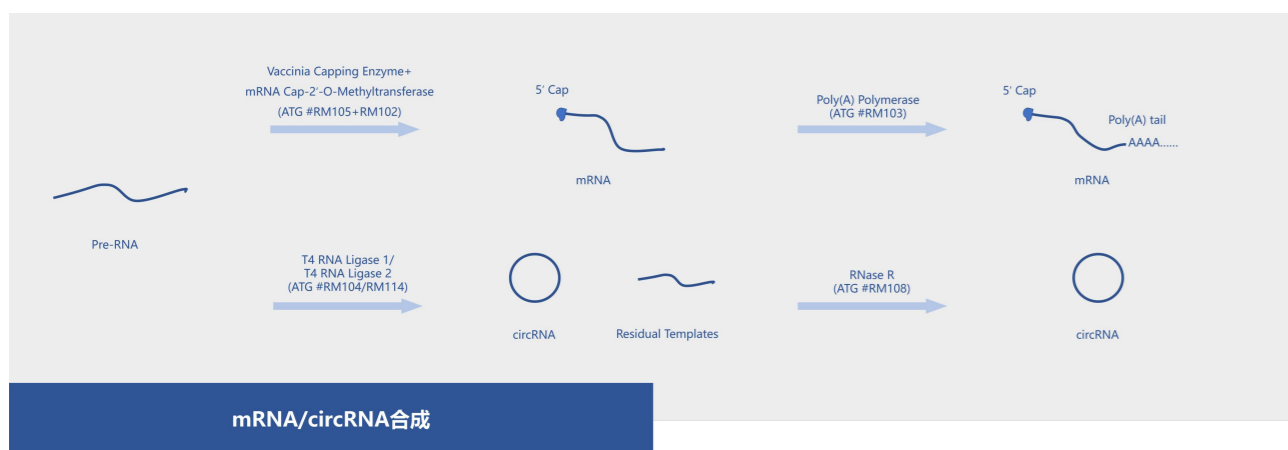 Vaccinia Capping Enzyme+
mRNA Cap-2′-O-Methyltransferase
(ATG #RM105+RM102)
5′ Cap
mRNA
Poly(A) Polymerase
(ATG #RM103)
5′ Cap
Poly(A) tail
AAAA......
mRNA
Pre-RNA
T4 RNA Ligase 1/
T4 RNA Ligase 2
(ATG #RM104/RM114)
circRNA
Residual Templates
RNase R
(ATG #RM108)
circRNA
mRNA/circRNA合成